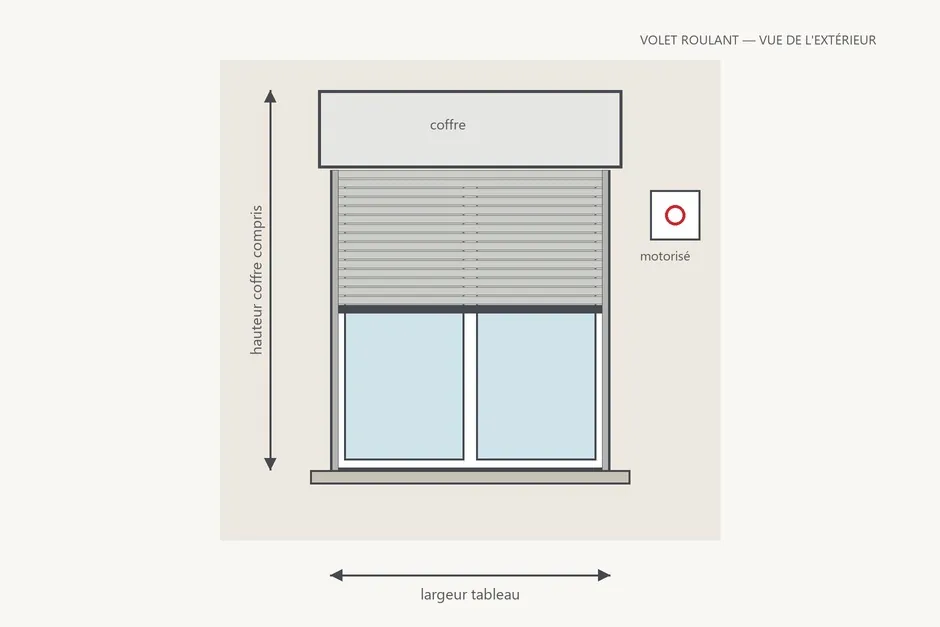 VOLET ROULANT — VUE DE L'EXTÉRIEUR
coffre
hauteur coffre compris
motorisé
largeur tableau